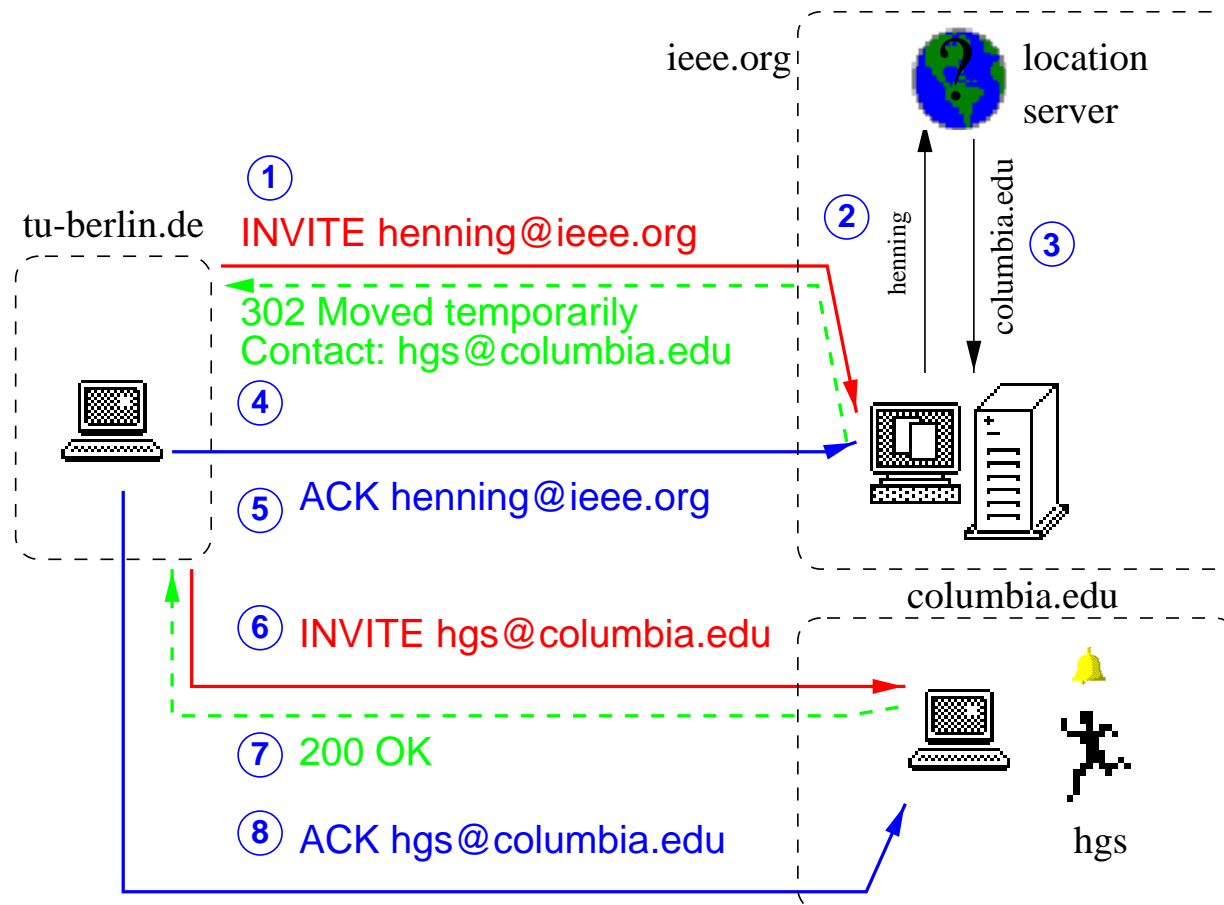 ieee.org
?
location
server
1
tu-berlin.de
INVITE henning@ieee.org
2
henning
columbia.edu
3
302 Moved temporarily
Contact: hgs@columbia.edu
4
5
ACK henning@ieee.org
columbia.edu
6
INVITE hgs@columbia.edu
7
200 OK
8
ACK hgs@columbia.edu
hgs